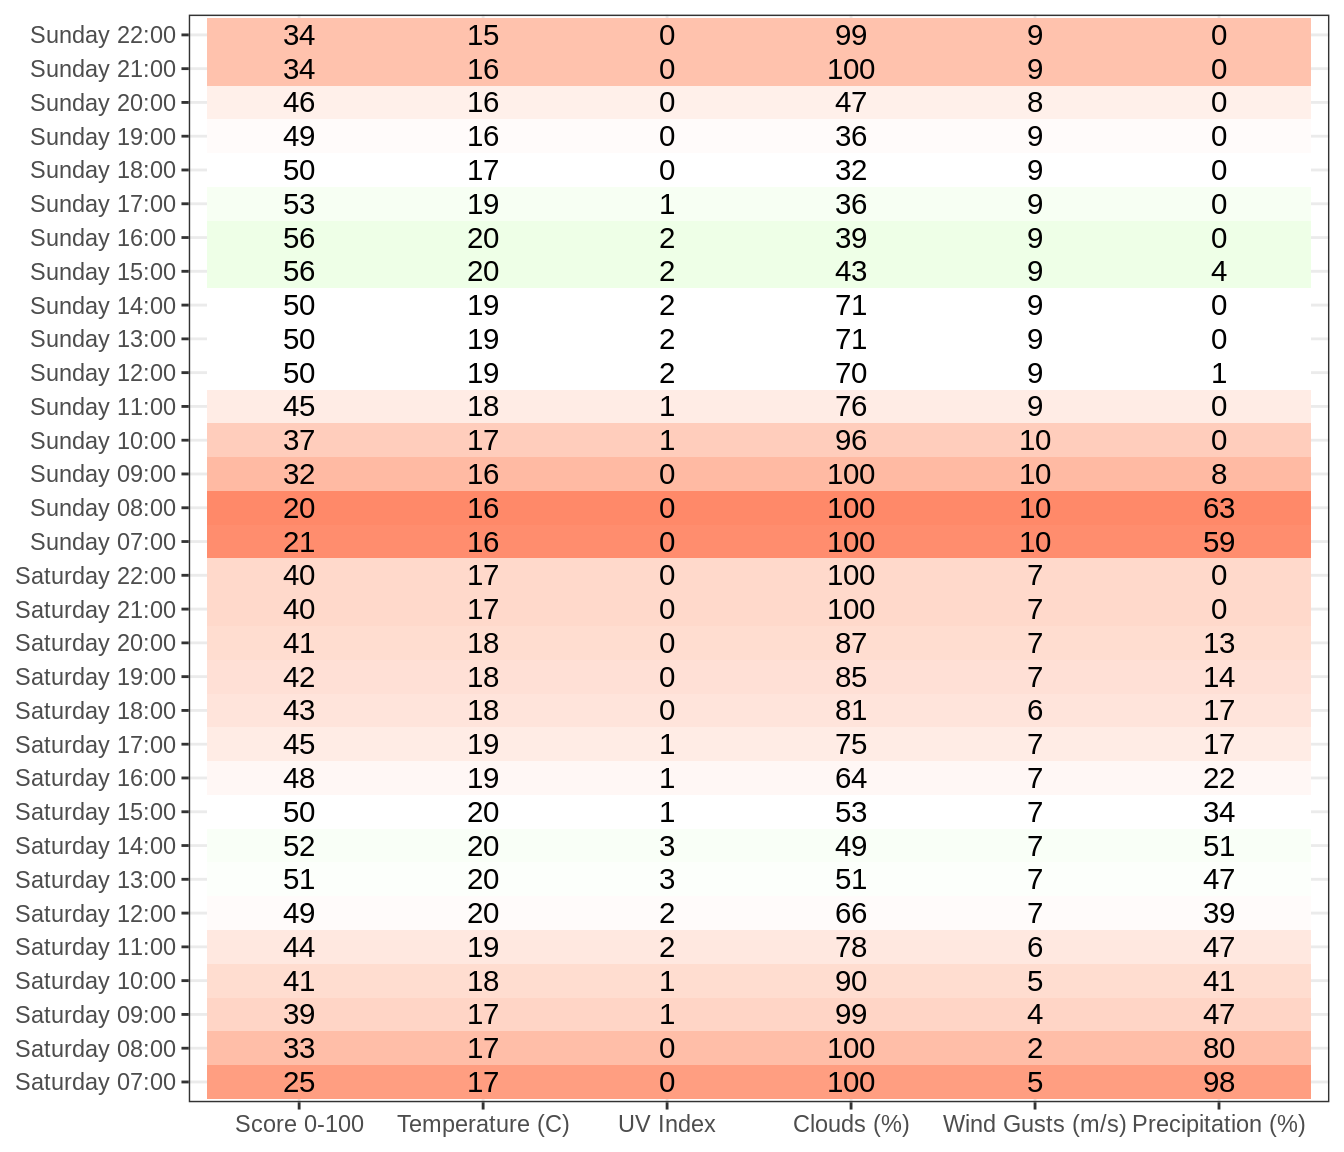 Sunday 22:00 34 15 0 99 9 0
Sunday 21:00 34 16 0 100 9 0
Sunday 20:00 46 16 0 47 8 0
Sunday 19:00 49 16 0 36 9 0
Sunday 18:00 50 17 0 32 9 0
Sunday 17:00 53 19 1 36 9 0
Sunday 16:00 56 20 2 39 9 0
Sunday 15:00 56 20 2 43 9 4
Sunday 14:00 50 19 2 71 9 0
Sunday 13:00 50 19 2 71 9 0
Sunday 12:00 50 19 2 70 9 1
Sunday 11:00 45 18 1 76 9 0
Sunday 10:00 37 17 1 96 10 0
Sunday 09:00 32 16 0 100 10 8
Sunday 08:00 20 16 0 100 10 63
Sunday 07:00 21 16 0 100 10 59
Saturday 22:00 40 17 0 100 7 0
Saturday 21:00 40 17 0 100 7 0
Saturday 20:00 41 18 0 87 7 13
Saturday 19:00 42 18 0 85 7 14
Saturday 18:00 43 18 0 81 6 17
Saturday 17:00 45 19 1 75 7 17
Saturday 16:00 48 19 1 64 7 22
Saturday 15:00 50 20 1 53 7 34
Saturday 14:00 52 20 3 49 7 51
Saturday 13:00 51 20 3 51 7 47
Saturday 12:00 49 20 2 66 7 39
Saturday 11:00 44 19 2 78 6 47
Saturday 10:00 41 18 1 90 5 41
Saturday 09:00 39 17 1 99 4 47
Saturday 08:00 33 17 0 100 2 80
Saturday 07:00 25 17 0 100 5 98
Score 0-100 Temperature (C) UV Index Clouds (%) Wind Gusts (m/s) Precipitation (%)